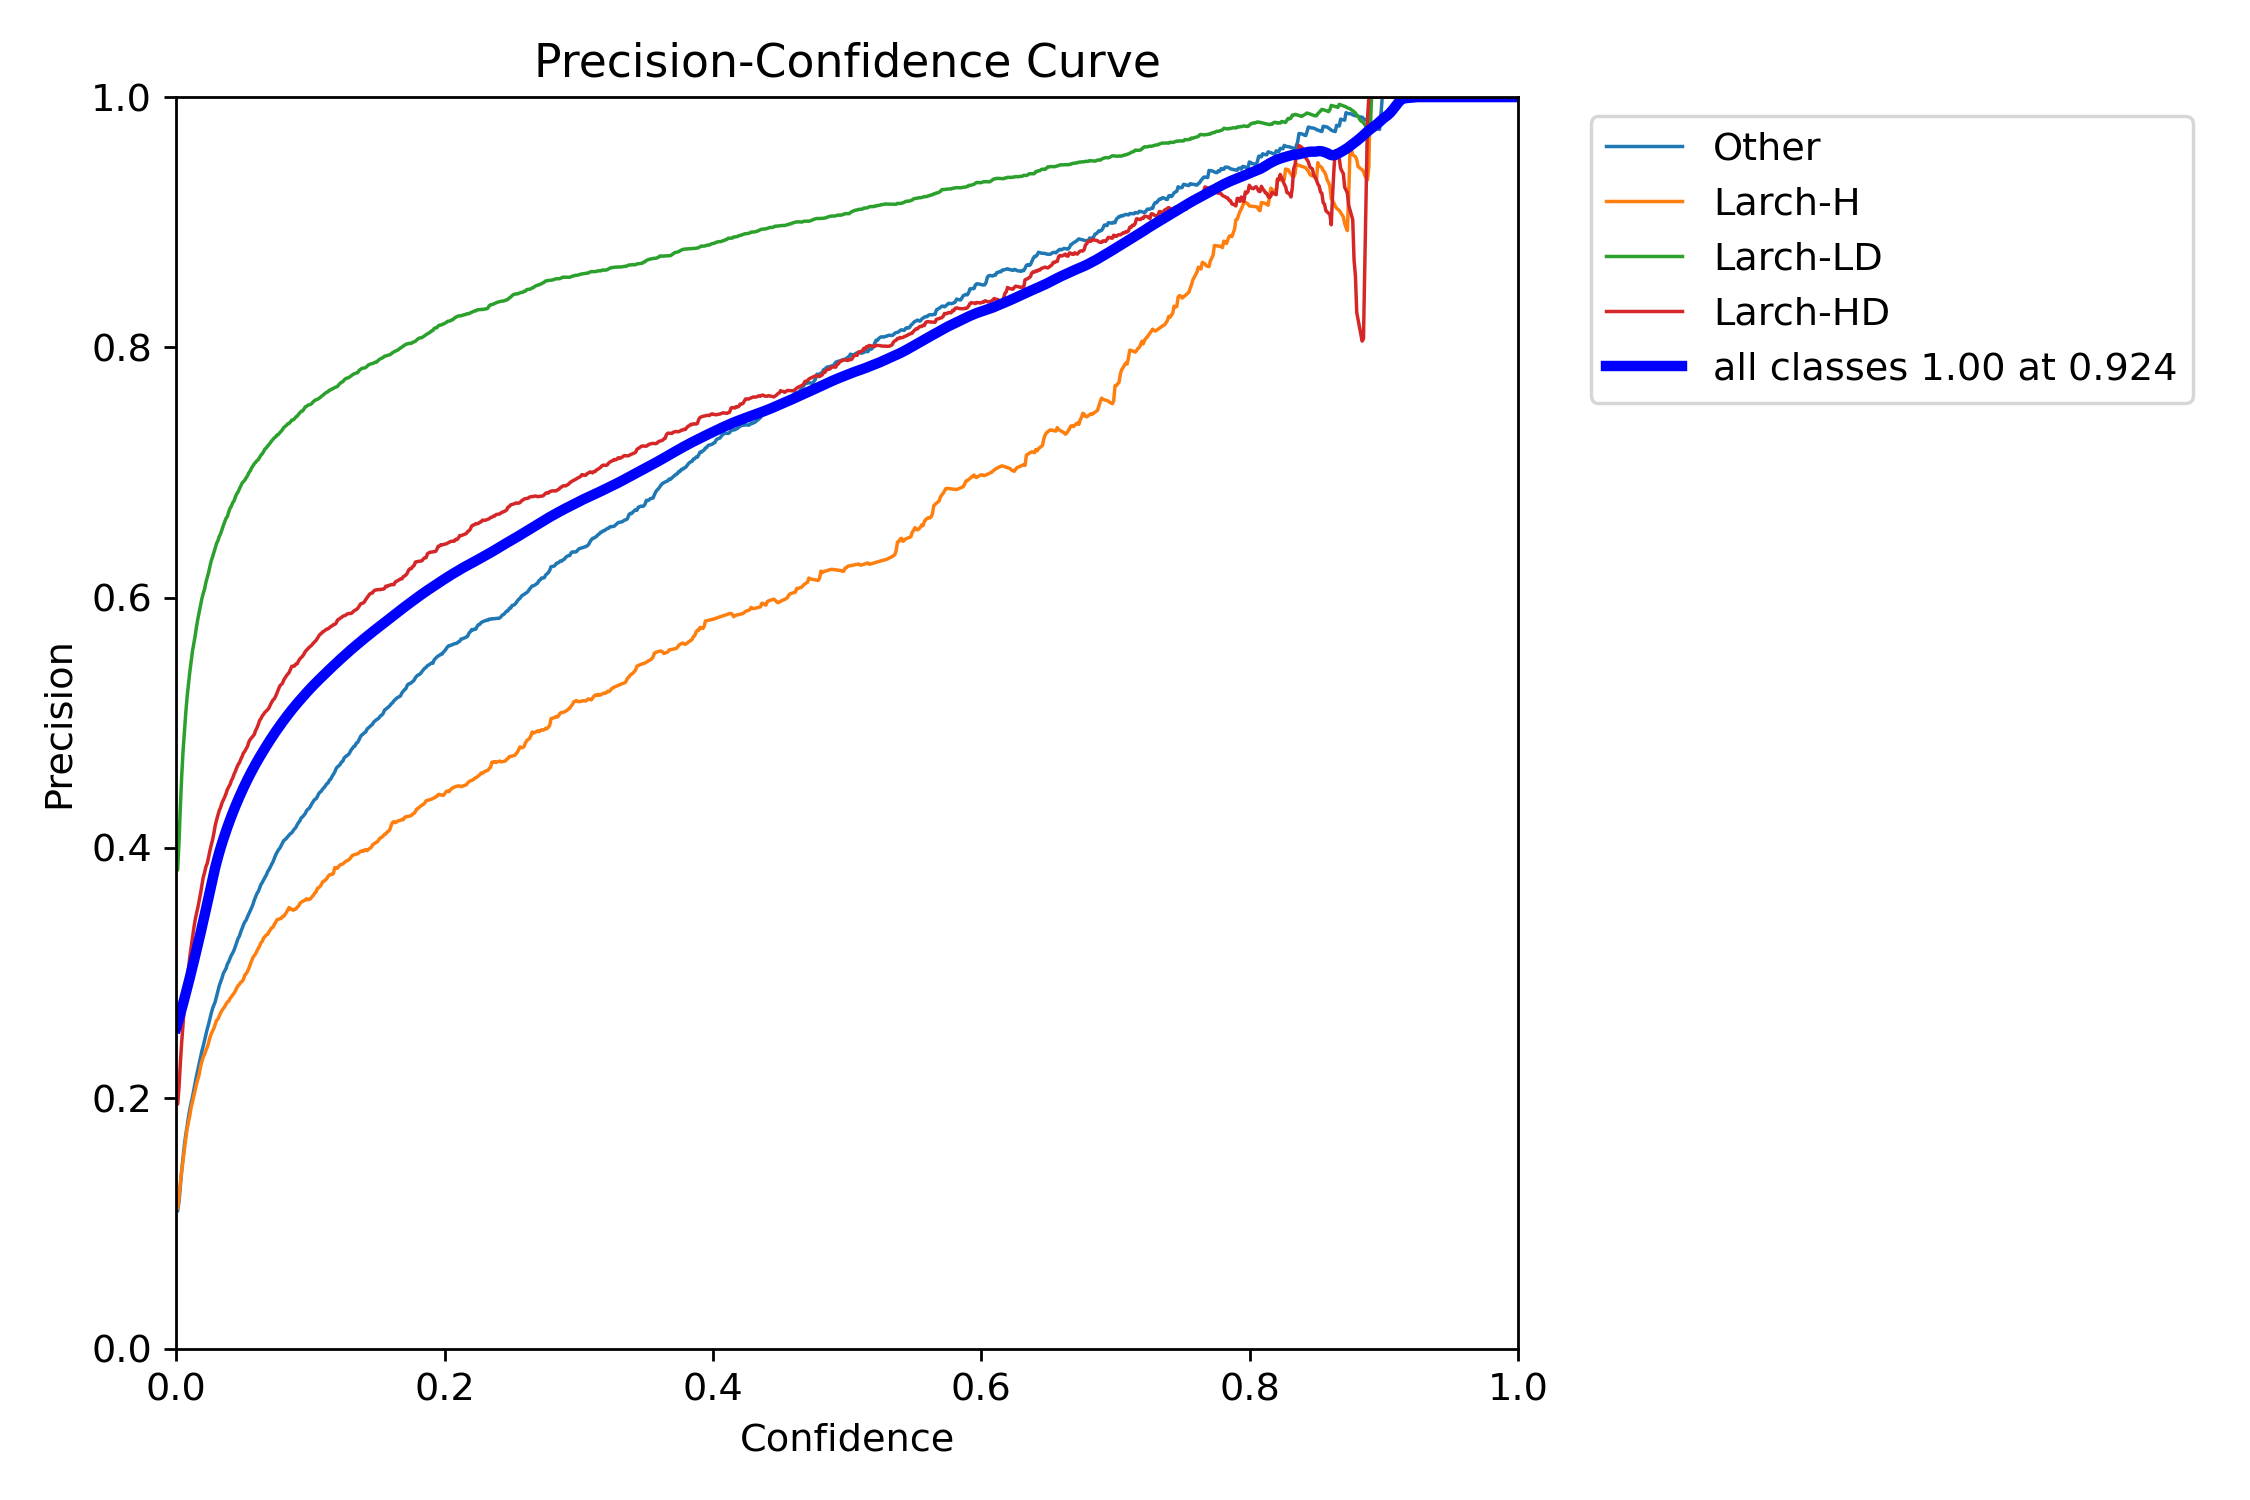 Precision-Confidence Curve
1.0
0.8
0.6
0.4
0.2
0.0
Precision
0.0 0.2 0.4 0.6 0.8 1.0
Confidence
Other
Larch-H
Larch-LD
Larch-HD
all classes 1.00 at 0.924